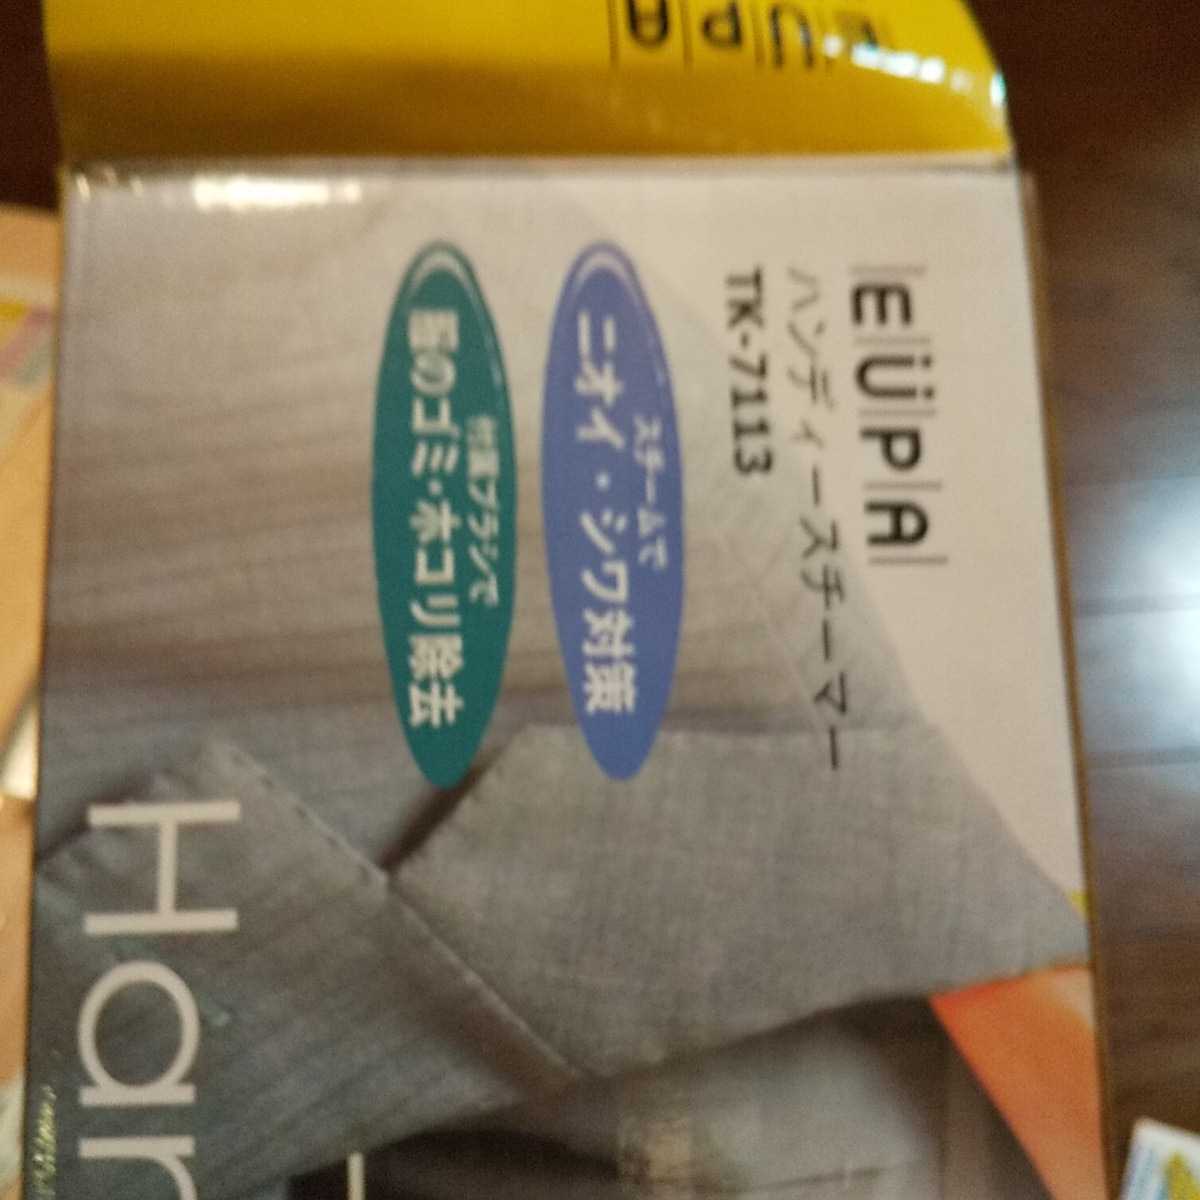 EUPA
EÜPA
ハンディースチーマー
TK-7113
スチームで
ニオイ・シワ対策
付属ブラシで
服のゴミ・ホコリ除去
Han